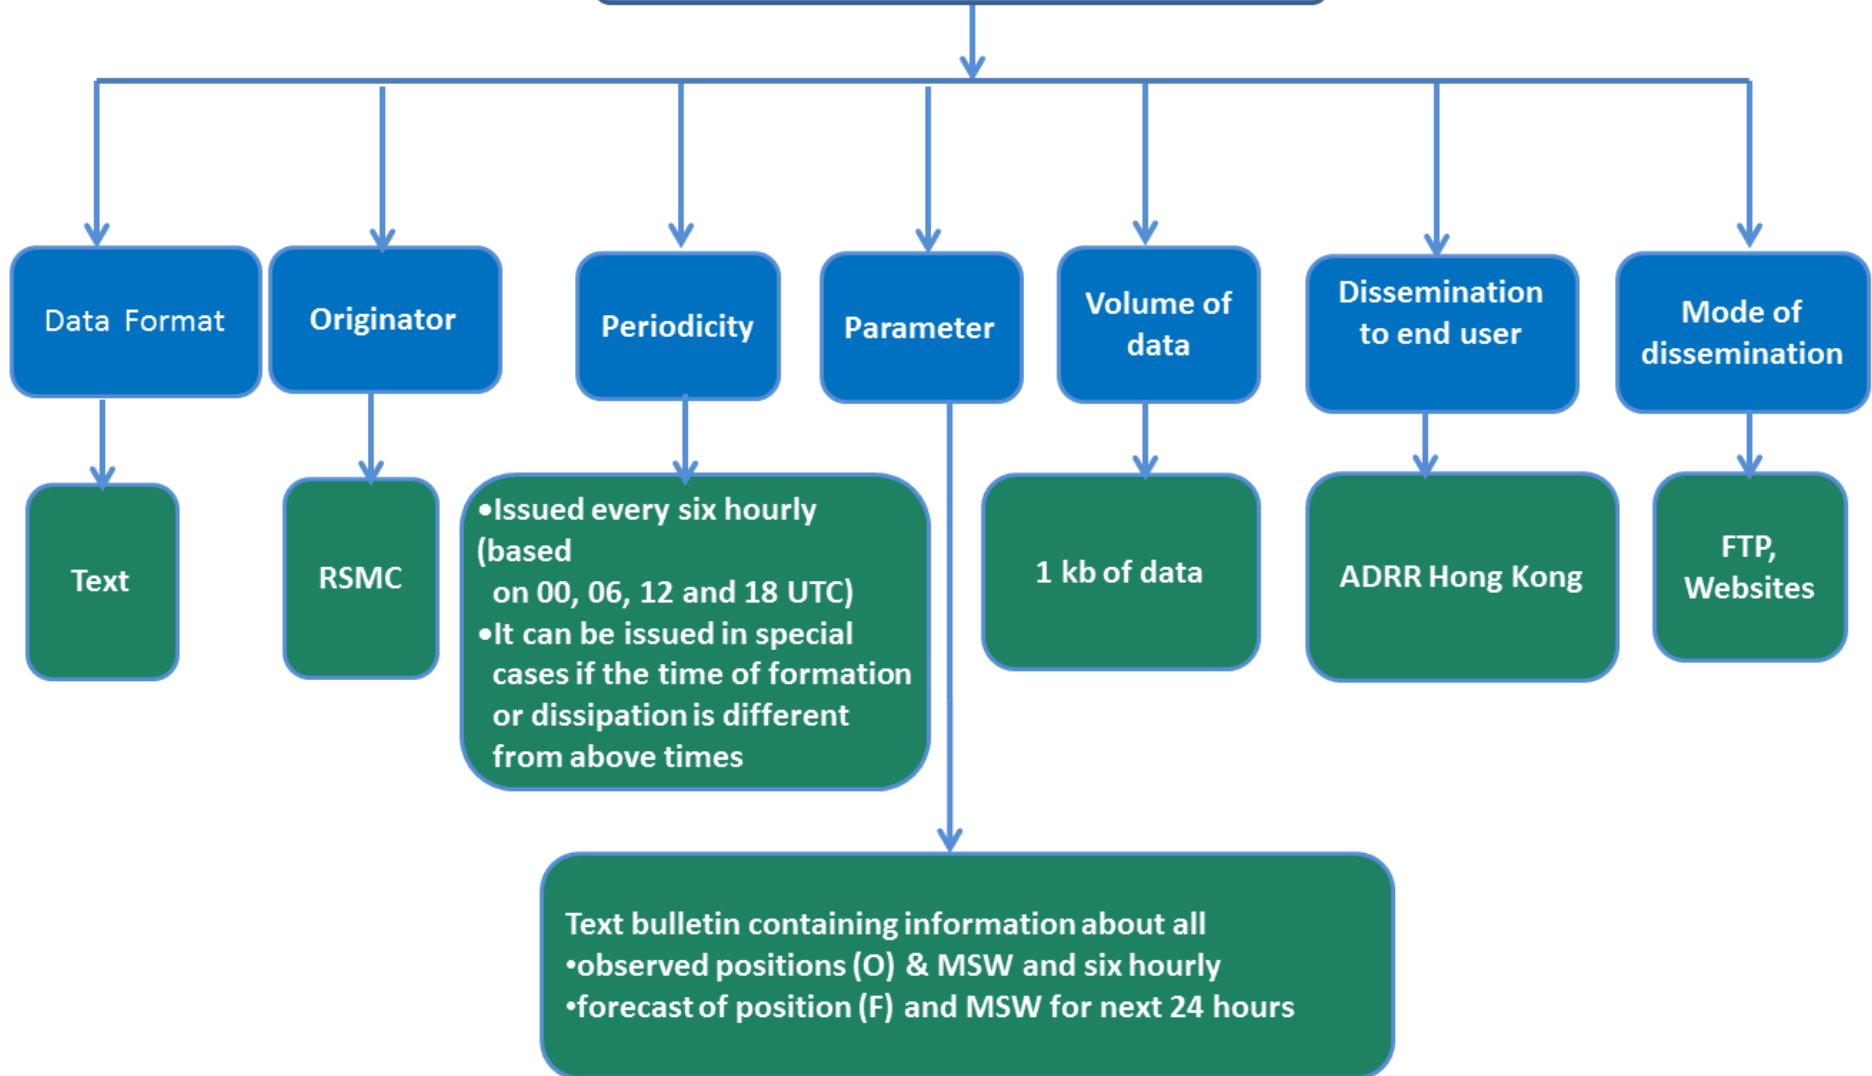 Data Format
Originator
Periodicity
Parameter
Volume of
data
Dissemination
to end user
Mode of
dissemination
Text
RSMC
•Issued every six hourly
(based
on 00, 06, 12 and 18 UTC)
•It can be issued in special
cases if the time of formation
or dissipation is different
from above times
1 kb of data
ADRR Hong Kong
FTP,
Websites
Text bulletin containing information about all
•observed positions (O) & MSW and six hourly
•forecast of position (F) and MSW for next 24 hours